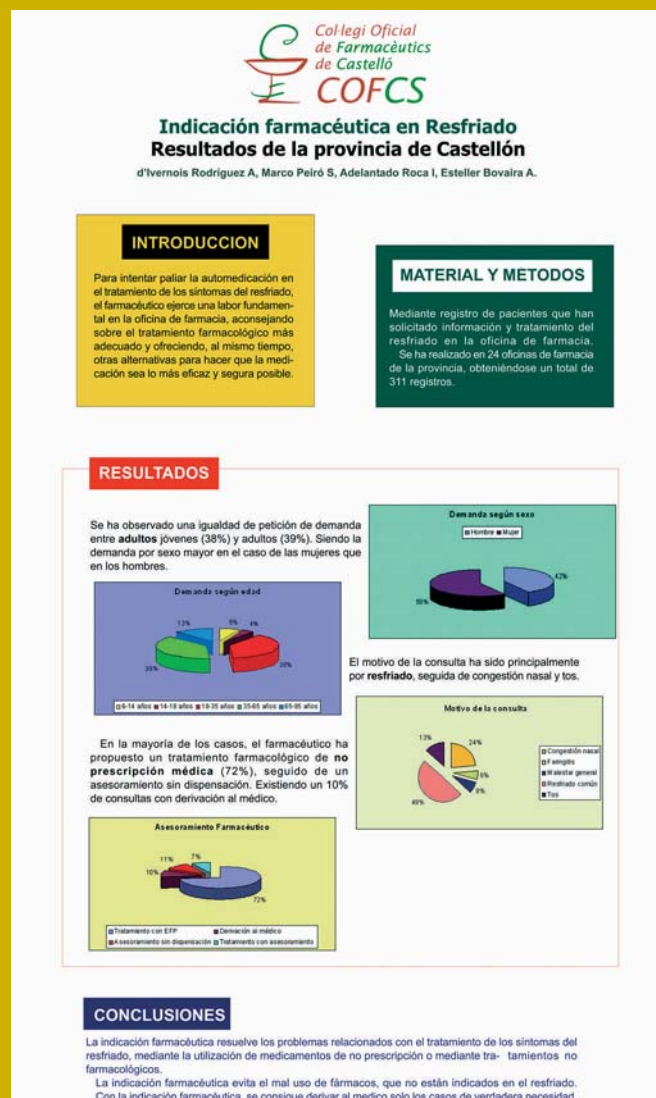 Col·legi Oficial
de Farmacèutics
de Castelló
COFCS
Indicación farmacéutica en Resfriado
Resultados de la provincia de Castellón
d'Ivernois Rodríguez A, Marco Peiró S, Adelantado Roca I, Esteller Bovaira A.
INTRODUCCION
Para intentar paliar la automedicación en
el tratamiento de los síntomas del resfriado,
el farmacéutico ejerce una labor fundamen-
tal en la oficina de farmacia, aconsejando
sobre el tratamiento farmacológico más
adecuado y ofreciendo, al mismo tiempo,
otras alternativas para hacer que la medi-
cación sea lo más eficaz y segura posible.
MATERIAL Y METODOS
Mediante registro de pacientes que han
solicitado información y tratamiento del
resfriado en la oficina de farmacia.
Se ha realizado en 24 oficinas de farmacia
de la provincia, obteniéndose un total de
311 registros.
RESULTADOS
Se ha observado una igualdad de petición de demanda
entre adultos jóvenes (38%) y adultos (39%). Siendo la
demanda por sexo mayor en el caso de las mujeres que
en los hombres.
Demanda según sexo
Hombre Mujer
42%
Demanda según edad
13% 6% 4%
6-14 años 14-18 años 18-35 años 35-65 años 65-95 años
El motivo de la consulta ha sido principalmente
por resfriado, seguida de congestión nasal y tos.
Motivo de la consulta
13%
24%
49%
Congestión nasal
Faringitis
Malestar general
Resfriado común
Tos
En la mayoría de los casos, el farmacéutico ha
propuesto un tratamiento farmacológico de no
prescripción médica (72%), seguido de un
asesoramiento sin dispensación. Existiendo un 10%
de consultas con derivación al médico.
Asesoramiento Farmacéutico
11% 7%
10%
72%
Tratamiento con EFP Derivación al médico
Asesoramiento sin dispensación Tratamiento con asesoramiento
CONCLUSIONES
La indicación farmacéutica resuelve los problemas relacionados con el tratamiento de los síntomas del
resfriado, mediante la utilización de medicamentos de no prescripción o mediante tra- tamientos no
farmacológicos.
La indicación farmacéutica evita el mal uso de fármacos, que no están indicados en el resfriado.
Con la indicación farmacéutica, se consigue derivar al medico solo los casos de verdadera necesidad.